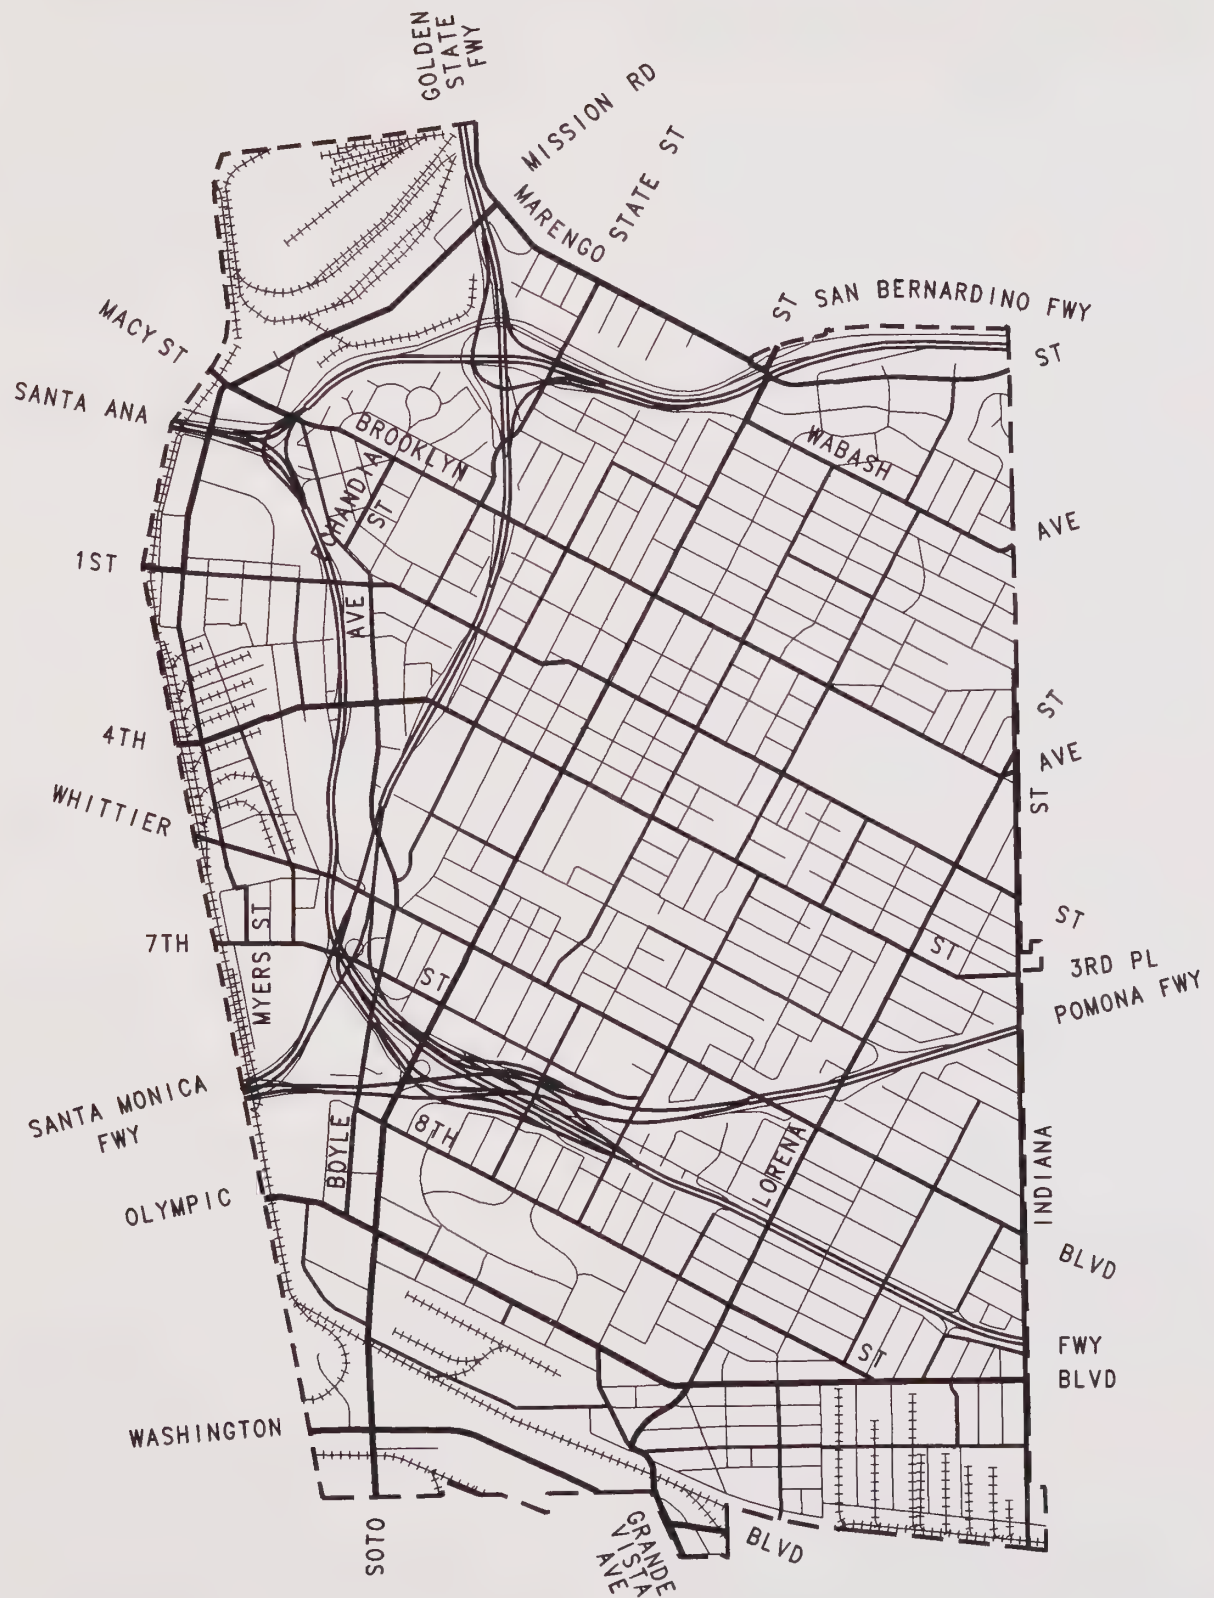 GOLDEN
STATE
FWY
MISSION RD
STATE ST
MARENGO
ST
SAN BERNARDINO FWY
ST
MACY ST
SANTA ANA
BROOKLYN
WABASH
ECHANDIA
ST
AVE
1ST
AVE
ST
4TH
AVE
ST
WHITTIER
ST
ST
ST
7TH
MYERS
ST
3RD PL
POMONA FWY
SANTA MONICA
FWY
8TH
BOYLE
LORENA
INDIANA
OLYMPIC
BLVD
FWY
ST
BLVD
WASHINGTON
SOTO
GRANDE
VISTA
AVE
BLVD